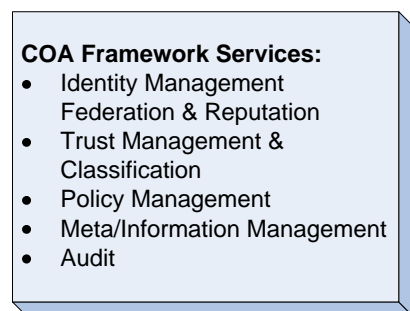 COA Framework Services:
• Identity Management
Federation & Reputation
• Trust Management &
Classification
• Policy Management
• Meta/Information Management
• Audit